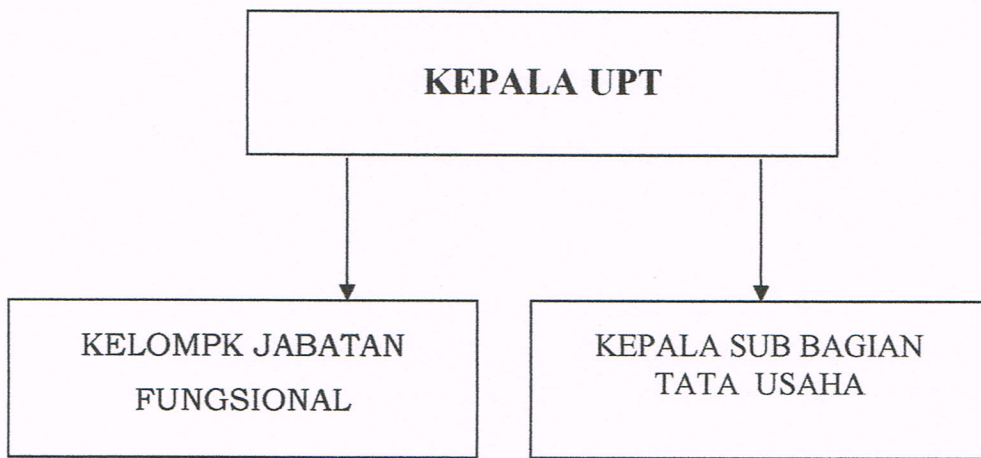 KEPALA UPT
KELOMPK JABATAN
FUNGSIONAL
KEPALA SUB BAGIAN
TATA USAHA